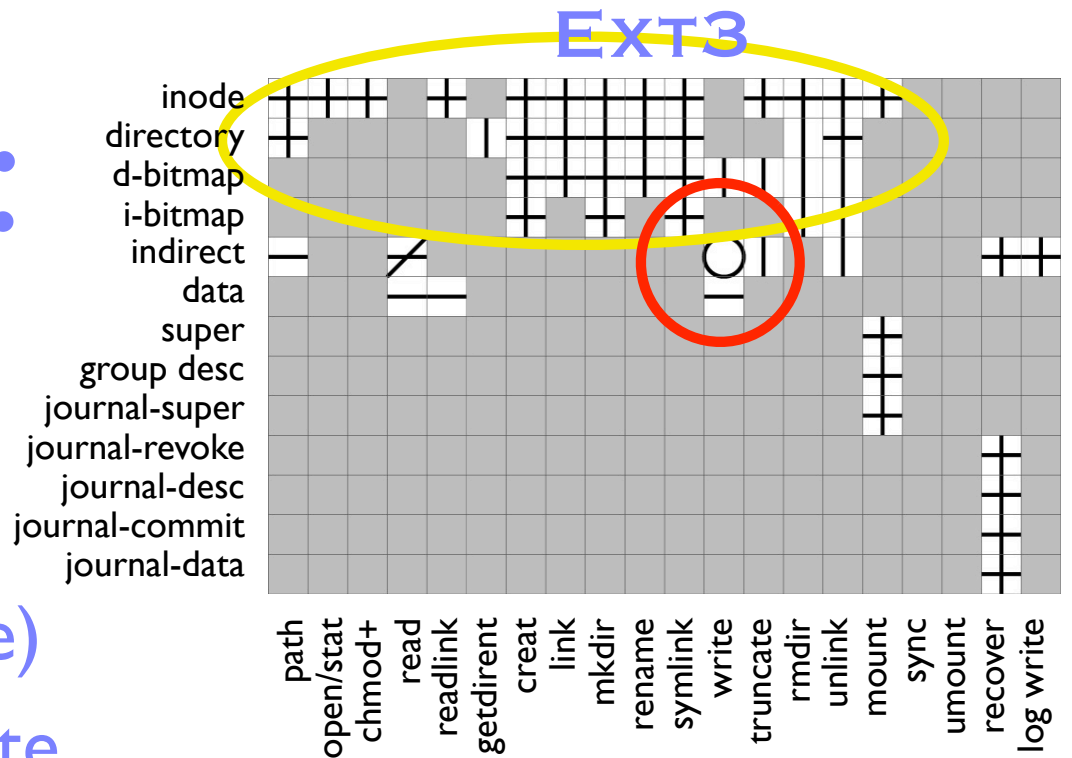 EXT3
inode
directory
d-bitmap
i-bitmap
indirect
data
super
group desc
journal-super
journal-revoke
journal-desc
journal-commit
journal-data
e)
te
path
open/stat
chmod+
read
readlink
getdirent
creat
link
mkdir
rename
symlink
write
truncate
rmdir
unlink
mount
sync
umount
recover
log write